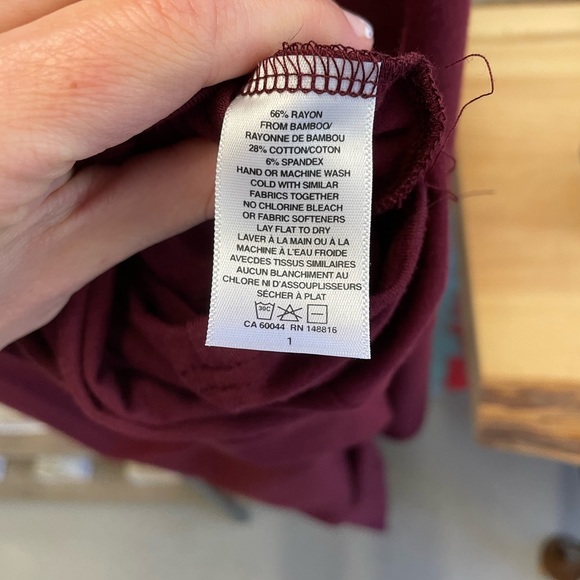 66% RAYON
FROM BAMBOO/
RAYONNE DE BAMBOU
28% COTTON/COTON
6% SPANDEX
HAND OR MACHINE WASH
COLD WITH SIMILAR
FABRICS TOGETHER
NO CHLORINE BLEACH
OR FABRIC SOFTENERS
LAY FLAT TO DRY
LAVER À LA MAIN OU À LA
MACHINE À L'EAU FROIDE
AVECDES TISSUS SIMILAIRES
AUCUN BLANCHIMENT AU
CHLORE NI D'ASSOUPLISSEURS
SÉCHER À PLAT
30C
CA 60044 RN 148816
1